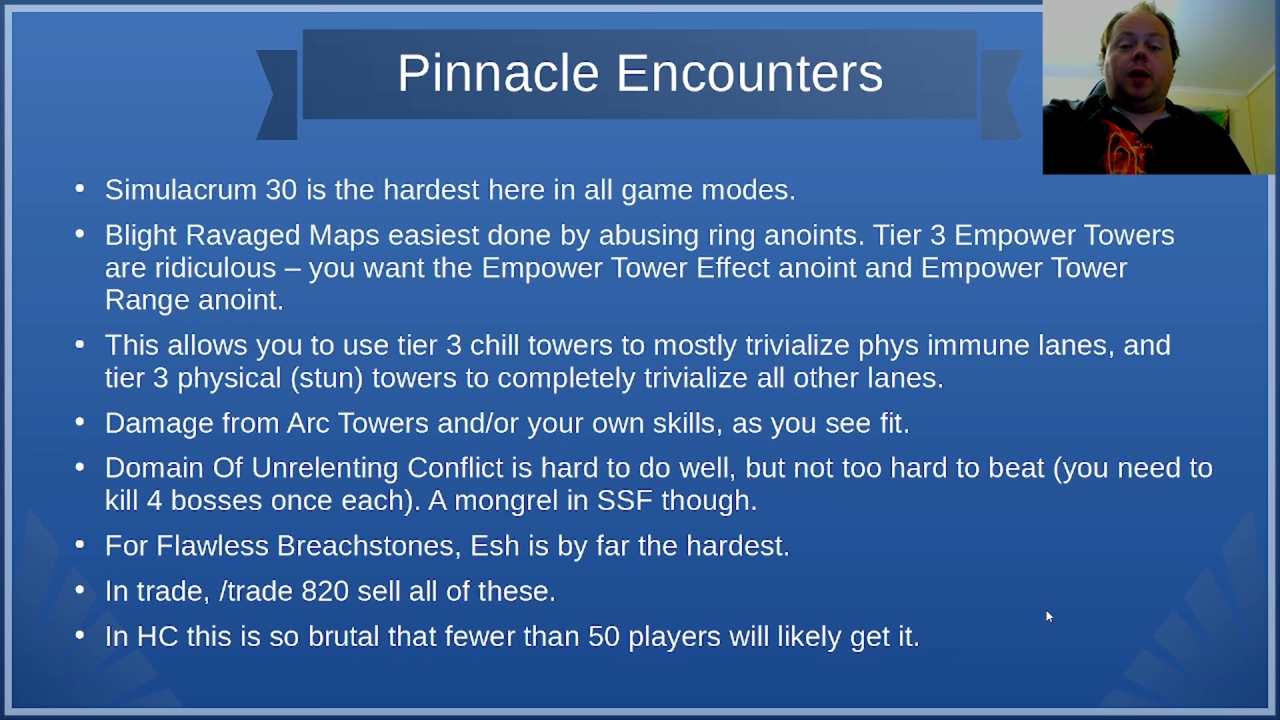 Pinnacle Encounters
• Simulacrum 30 is the hardest here in all game modes.
• Blight Ravaged Maps easiest done by abusing ring anoints. Tier 3 Empower Towers
are ridiculous – you want the Empower Tower Effect anoint and Empower Tower
Range anoint.
• This allows you to use tier 3 chill towers to mostly trivialize phys immune lanes, and
tier 3 physical (stun) towers to completely trivialize all other lanes.
• Damage from Arc Towers and/or your own skills, as you see fit.
• Domain Of Unrelenting Conflict is hard to do well, but not too hard to beat (you need to
kill 4 bosses once each). A mongrel in SSF though.
• For Flawless Breachstones, Esh is by far the hardest.
• In trade, /trade 820 sell all of these.
• In HC this is so brutal that fewer than 50 players will likely get it.